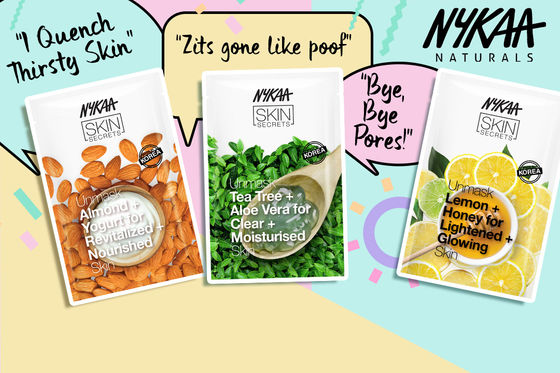 "I Quench
Thirsty Skin"
"Zits gone like poof"
"Bye,
Bye
Pores!"
NYKAA
NATURALS
NYKAA
SKIN
SECRETS
KOREA
Unmask
Almond +
Yogurt for
Revitalized +
Nourished
Skin
NYKAA
SKIN
SECRETS
KOREA
Unmask
Tea Tree +
Aloe Vera for
Clear +
Moisturised
Skin
NYKAA
SKIN
SECRETS
KOREA
Unmask
Lemon +
Honey for
Lightened +
Glowing
Skin